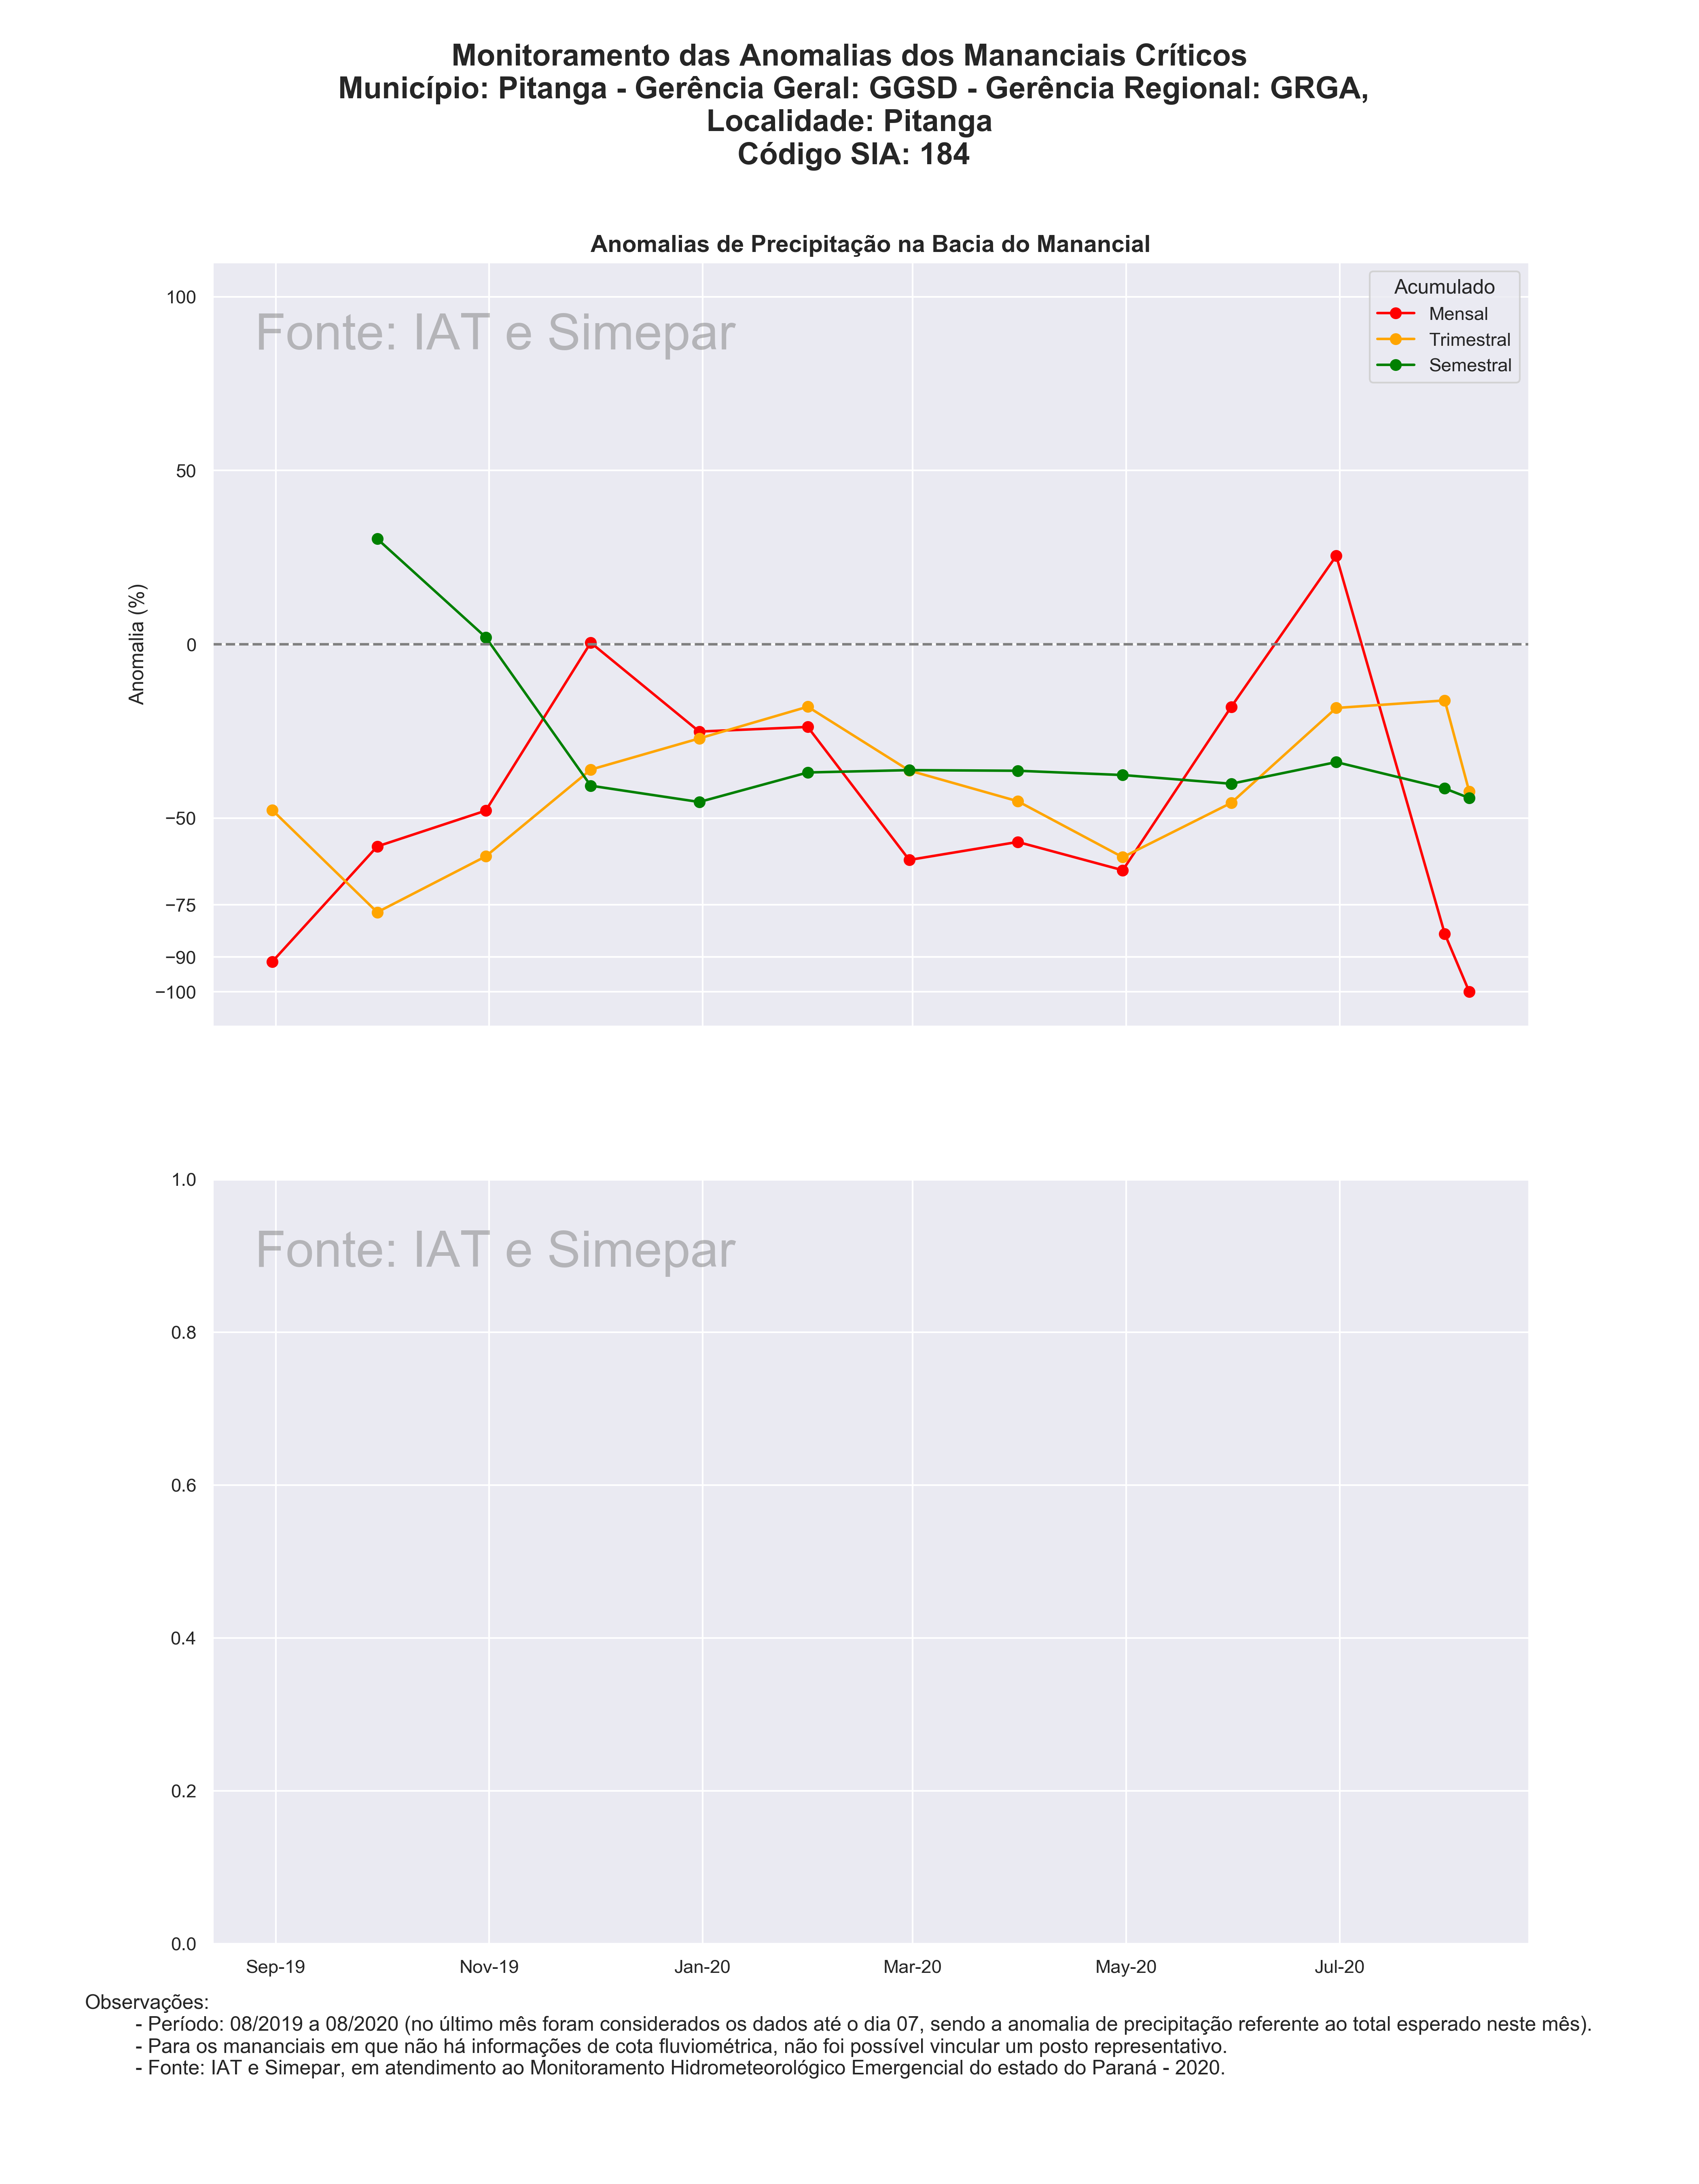 Monitoramento das Anomalias dos Mananciais Críticos
Município: Pitanga - Gerência Geral: GGSD - Gerência Regional: GRGA,
Localidade: Pitanga
Código SIA: 184
Anomalias de Precipitação na Bacia do Manancial
Fonte: IAT e Simepar
Acumulado
Mensal
Trimestral
Semestral
Anomalia (%)
100
50
0
−50
−75
−90
−100
Fonte: IAT e Simepar
1.0
0.8
0.6
0.4
0.2
0.0
Sep-19 Nov-19 Jan-20 Mar-20 May-20 Jul-20
Observações:
- Período: 08/2019 a 08/2020 (no último mês foram considerados os dados até o dia 07, sendo a anomalia de precipitação referente ao total esperado neste mês).
- Para os mananciais em que não há informações de cota fluviométrica, não foi possível vincular um posto representativo.
- Fonte: IAT e Simepar, em atendimento ao Monitoramento Hidrometeorológico Emergencial do estado do Paraná - 2020.